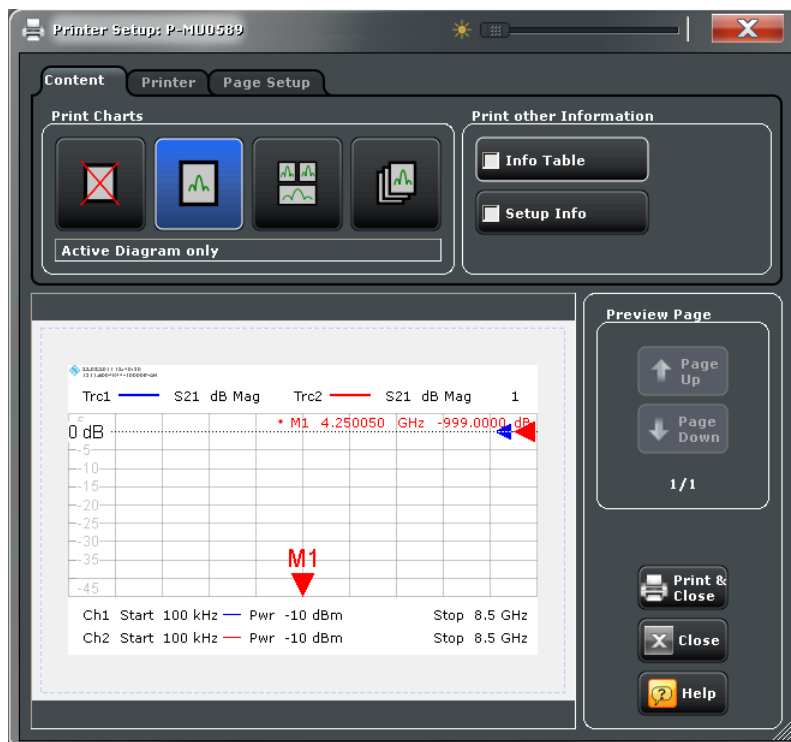 Printer Setup: P-MU0589
Content Printer Page Setup
Print Charts
Active Diagram only
Print other Information
Info Table
Setup Info
Trc1 S21 dB Mag Trc2 S21 dB Mag 1
• M1 4.250050 GHz -999.0000 dB
5
0 dB
-5
-10
-15
-20
-25
-30
-35
-45
M1
Ch1 Start 100 kHz Pwr -10 dBm Stop 8.5 GHz
Ch2 Start 100 kHz Pwr -10 dBm Stop 8.5 GHz
Preview Page
Page Up
Page Down
1/1
Print & Close
Close
Help